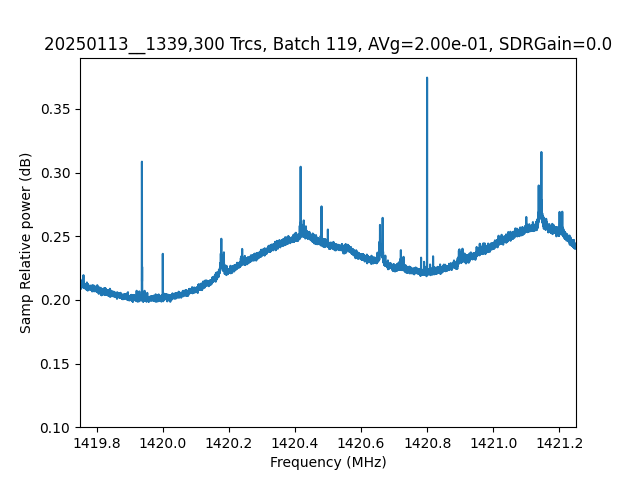 20250113__1339,300 Trcs, Batch 119, AVg=2.00e-01, SDRGain=0.0
Samp Relative power (dB)
0.35
0.30
0.25
0.20
0.15
0.10
1419.8 1420.0 1420.2 1420.4 1420.6 1420.8 1421.0 1421.2
Frequency (MHz)